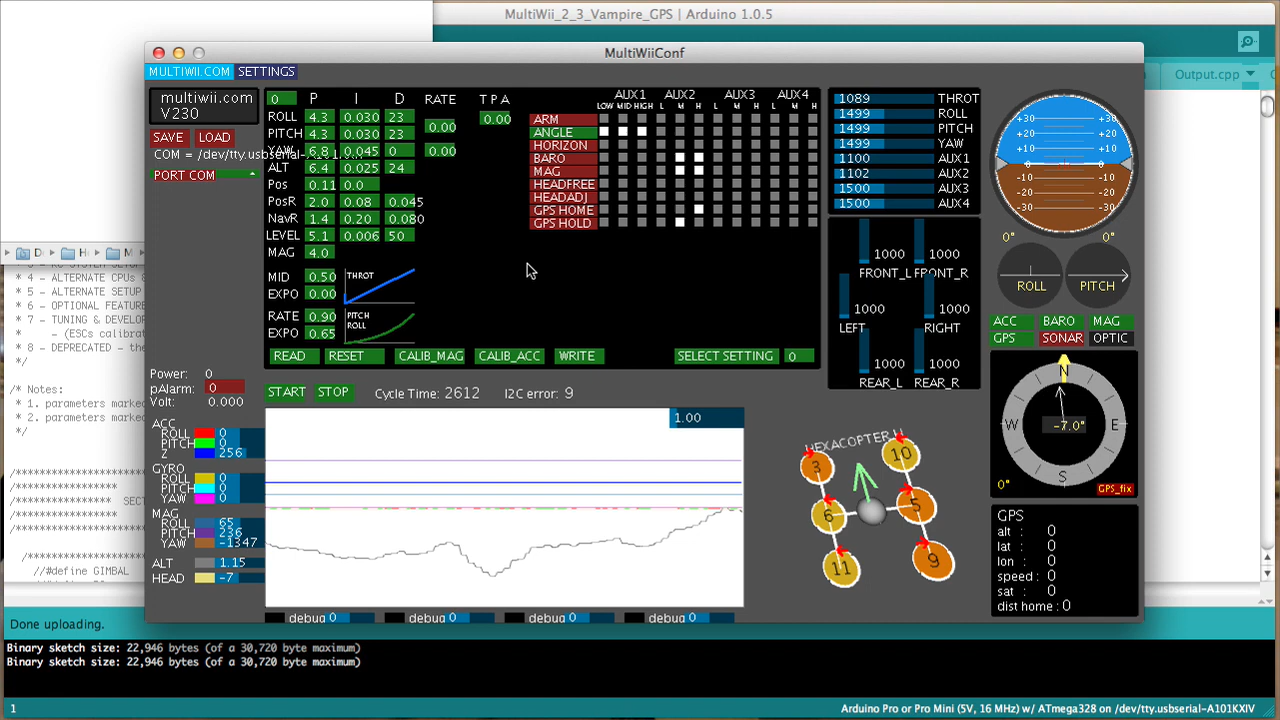 MultiWii_2_3_Vampire_GPS | Arduino 1.0.5
MultiWiiConf
Output.cpp
MULTIWII.COM SETTINGS
multiwii.com
V230
SAVE LOAD
COM = /dev/tty.usbserial-A101
PORT COM
0 P I D RATE T P A
ROLL 4.3 0.030 23
PITCH 4.3 0.030 23 0.00 0.00
YAW 6.8 0.045 0 0.00
ALT 6.4 0.025 24
Pos 0.11 0.0
PosR 2.0 0.08 0.045
NavR 1.4 0.20 0.080
LEVEL 5.1 0.006 50
MAG 4.0
MID 0.50 THROT
EXPO 0.00
RATE 0.90 PITCH
EXPO 0.65 ROLL
AUX1 AUX2 AUX3 AUX4
LOW MID HIGH L M H L M H L M H
ARM
ANGLE
HORIZON
BARO
MAG
HEADFREE
HEADADJ
GPS HOME
GPS HOLD
READ RESET CALIB_MAG CALIB_ACC WRITE SELECT SETTING 0
1089 THROT
1499 ROLL
1499 PITCH
1499 YAW
1100 AUX1
1102 AUX2
1500 AUX3
1500 AUX4
1000 1000
FRONT_L FRONT_R
1000 1000
LEFT RIGHT
1000 1000
REAR_L REAR_R
+30 +30
+20 +20
+10 +10
-10 -10
-20 -20
-30 -30
0° 0°
ROLL PITCH
ACC BARO MAG
GPS SONAR OPTIC
N
W -7.0° E
S
0° GPS_fix
GPS
alt : 0
lat : 0
lon : 0
speed : 0
sat : 0
dist home : 0
Power: 0
pAlarm: 0
Volt: 0.000
START STOP Cycle Time: 2612 I2C error: 9
1.00
ACC
ROLL 0
PITCH 0
Z 256
GYRO
ROLL 0
PITCH 0
YAW 0
MAG
ROLL 65
PITCH 236
YAW -1347
ALT 1.15
HEAD -7
debug 0 debug 0 debug 0 debug 0
HEXACOPTER H
3 10
6 5
11 9
* 4 - ALTERNATE CPUs &
* 5 - ALTERNATE SETUP
* 6 - OPTIONAL FEATURE
* 7 - TUNING & DEVELO
- (ESCs calibrat
* 8 - DEPRECATED - the
*/
/* Notes:
* 1. parameters marked
* 2. parameters marked
*/
/********************
/******************* SECT
/*******************
/********************
//#define GIMBAL
Done uploading.
Binary sketch size: 22,946 bytes (of a 30,720 byte maximum)
Binary sketch size: 22,946 bytes (of a 30,720 byte maximum)
1 Arduino Pro or Pro Mini (5V, 16 MHz) w/ ATmega328 on /dev/tty.usbserial-A101KXIV